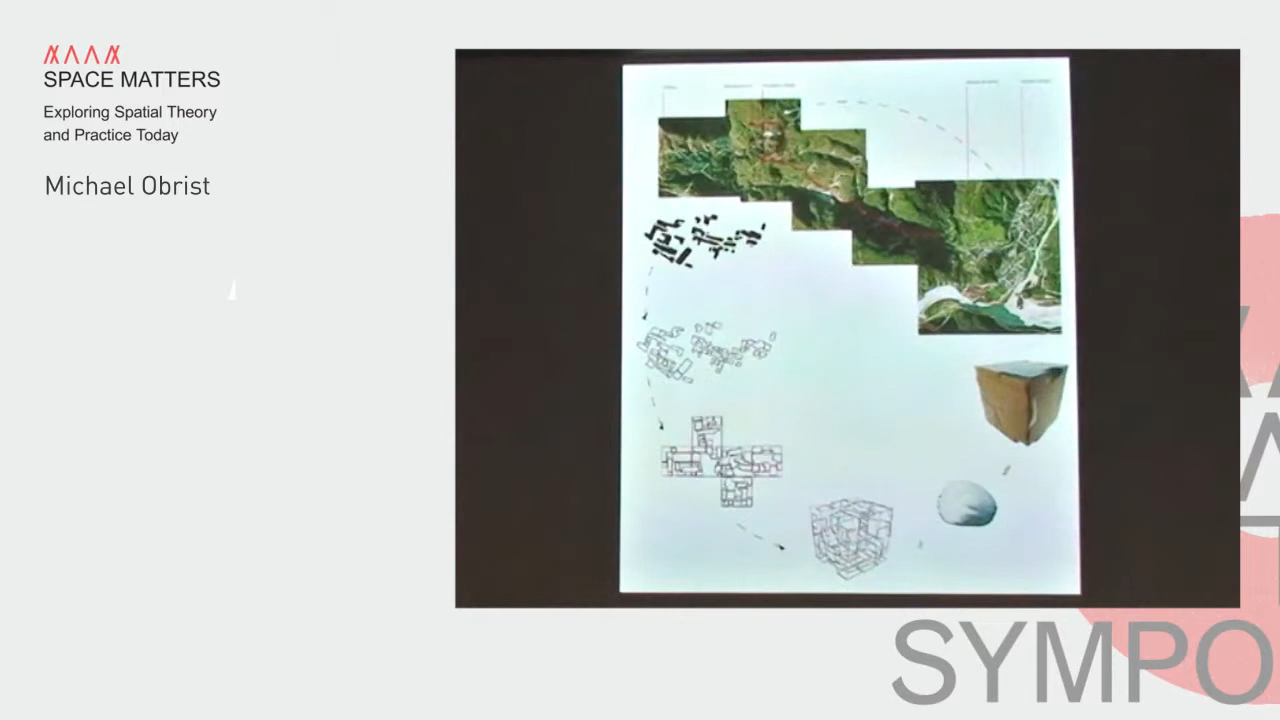 SPACE MATTERS
Exploring Spatial Theory
and Practice Today
Michael Obrist
SYMPO